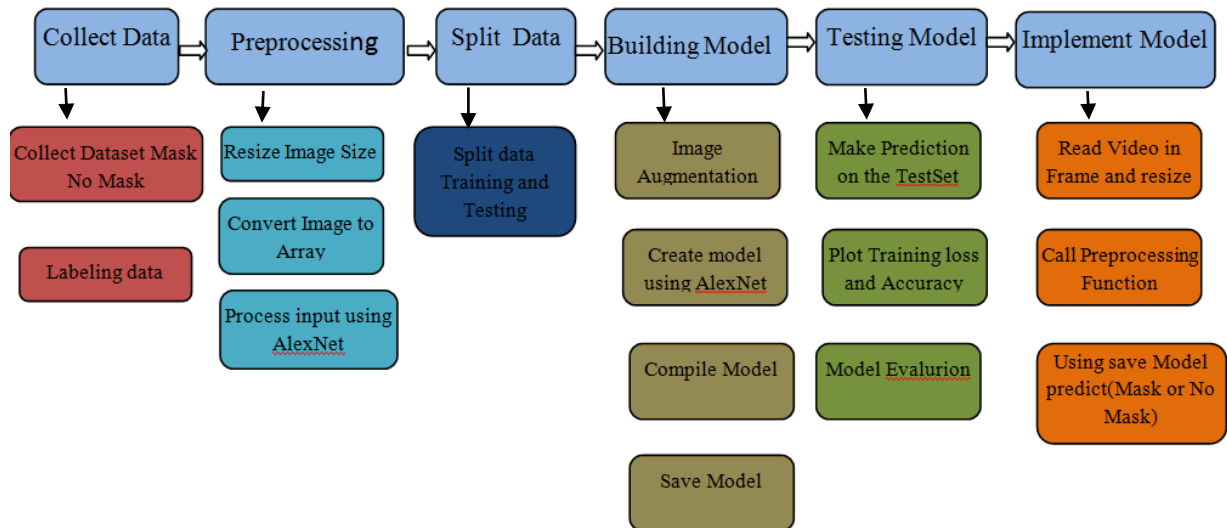 Collect Data
Preprocessing
Split Data
Building Model
Testing Model
Implement Model
Collect Dataset Mask
No Mask
Labeling data
Resize Image Size
Convert Image to
Array
Process input using
AlexNet
Split data
Training and
Testing
Image
Augmentation
Create model
using AlexNet
Compile Model
Save Model
Make Prediction
on the TestSet
Plot Training loss
and Accuracy
Model Evalurion
Read Video in
Frame and resize
Call Preprocessing
Function
Using save Model
predict(Mask or No
Mask)